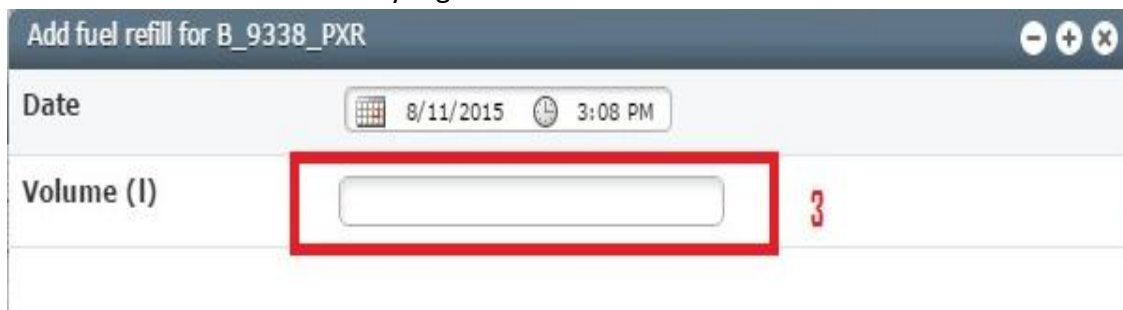 Add fuel refill for B_9338_PXR
Date 8/11/2015 3:08 PM
Volume (l) 3